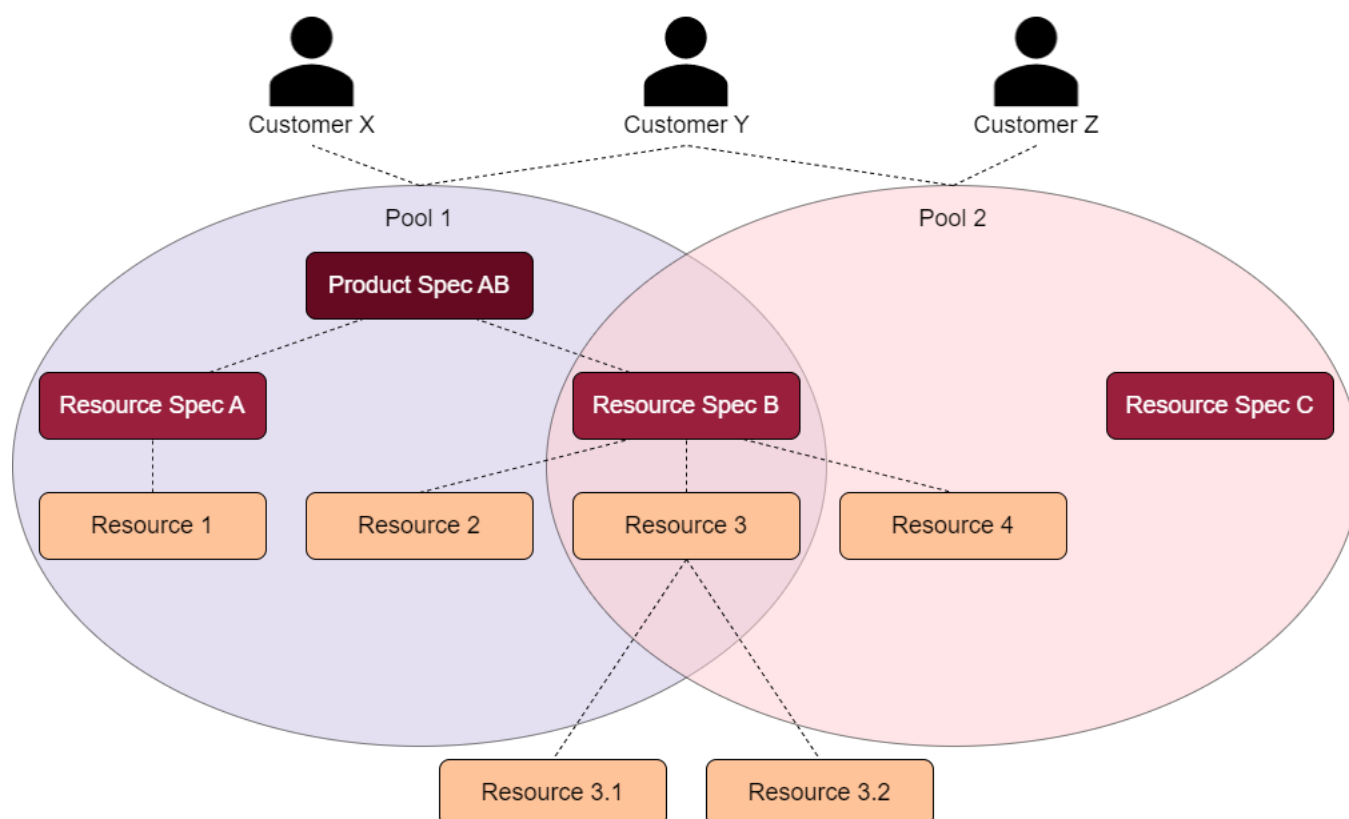 Customer X
Customer Y
Customer Z
Pool 1
Pool 2
Product Spec AB
Resource Spec A
Resource Spec B
Resource Spec C
Resource 1
Resource 2
Resource 3
Resource 4
Resource 3.1
Resource 3.2